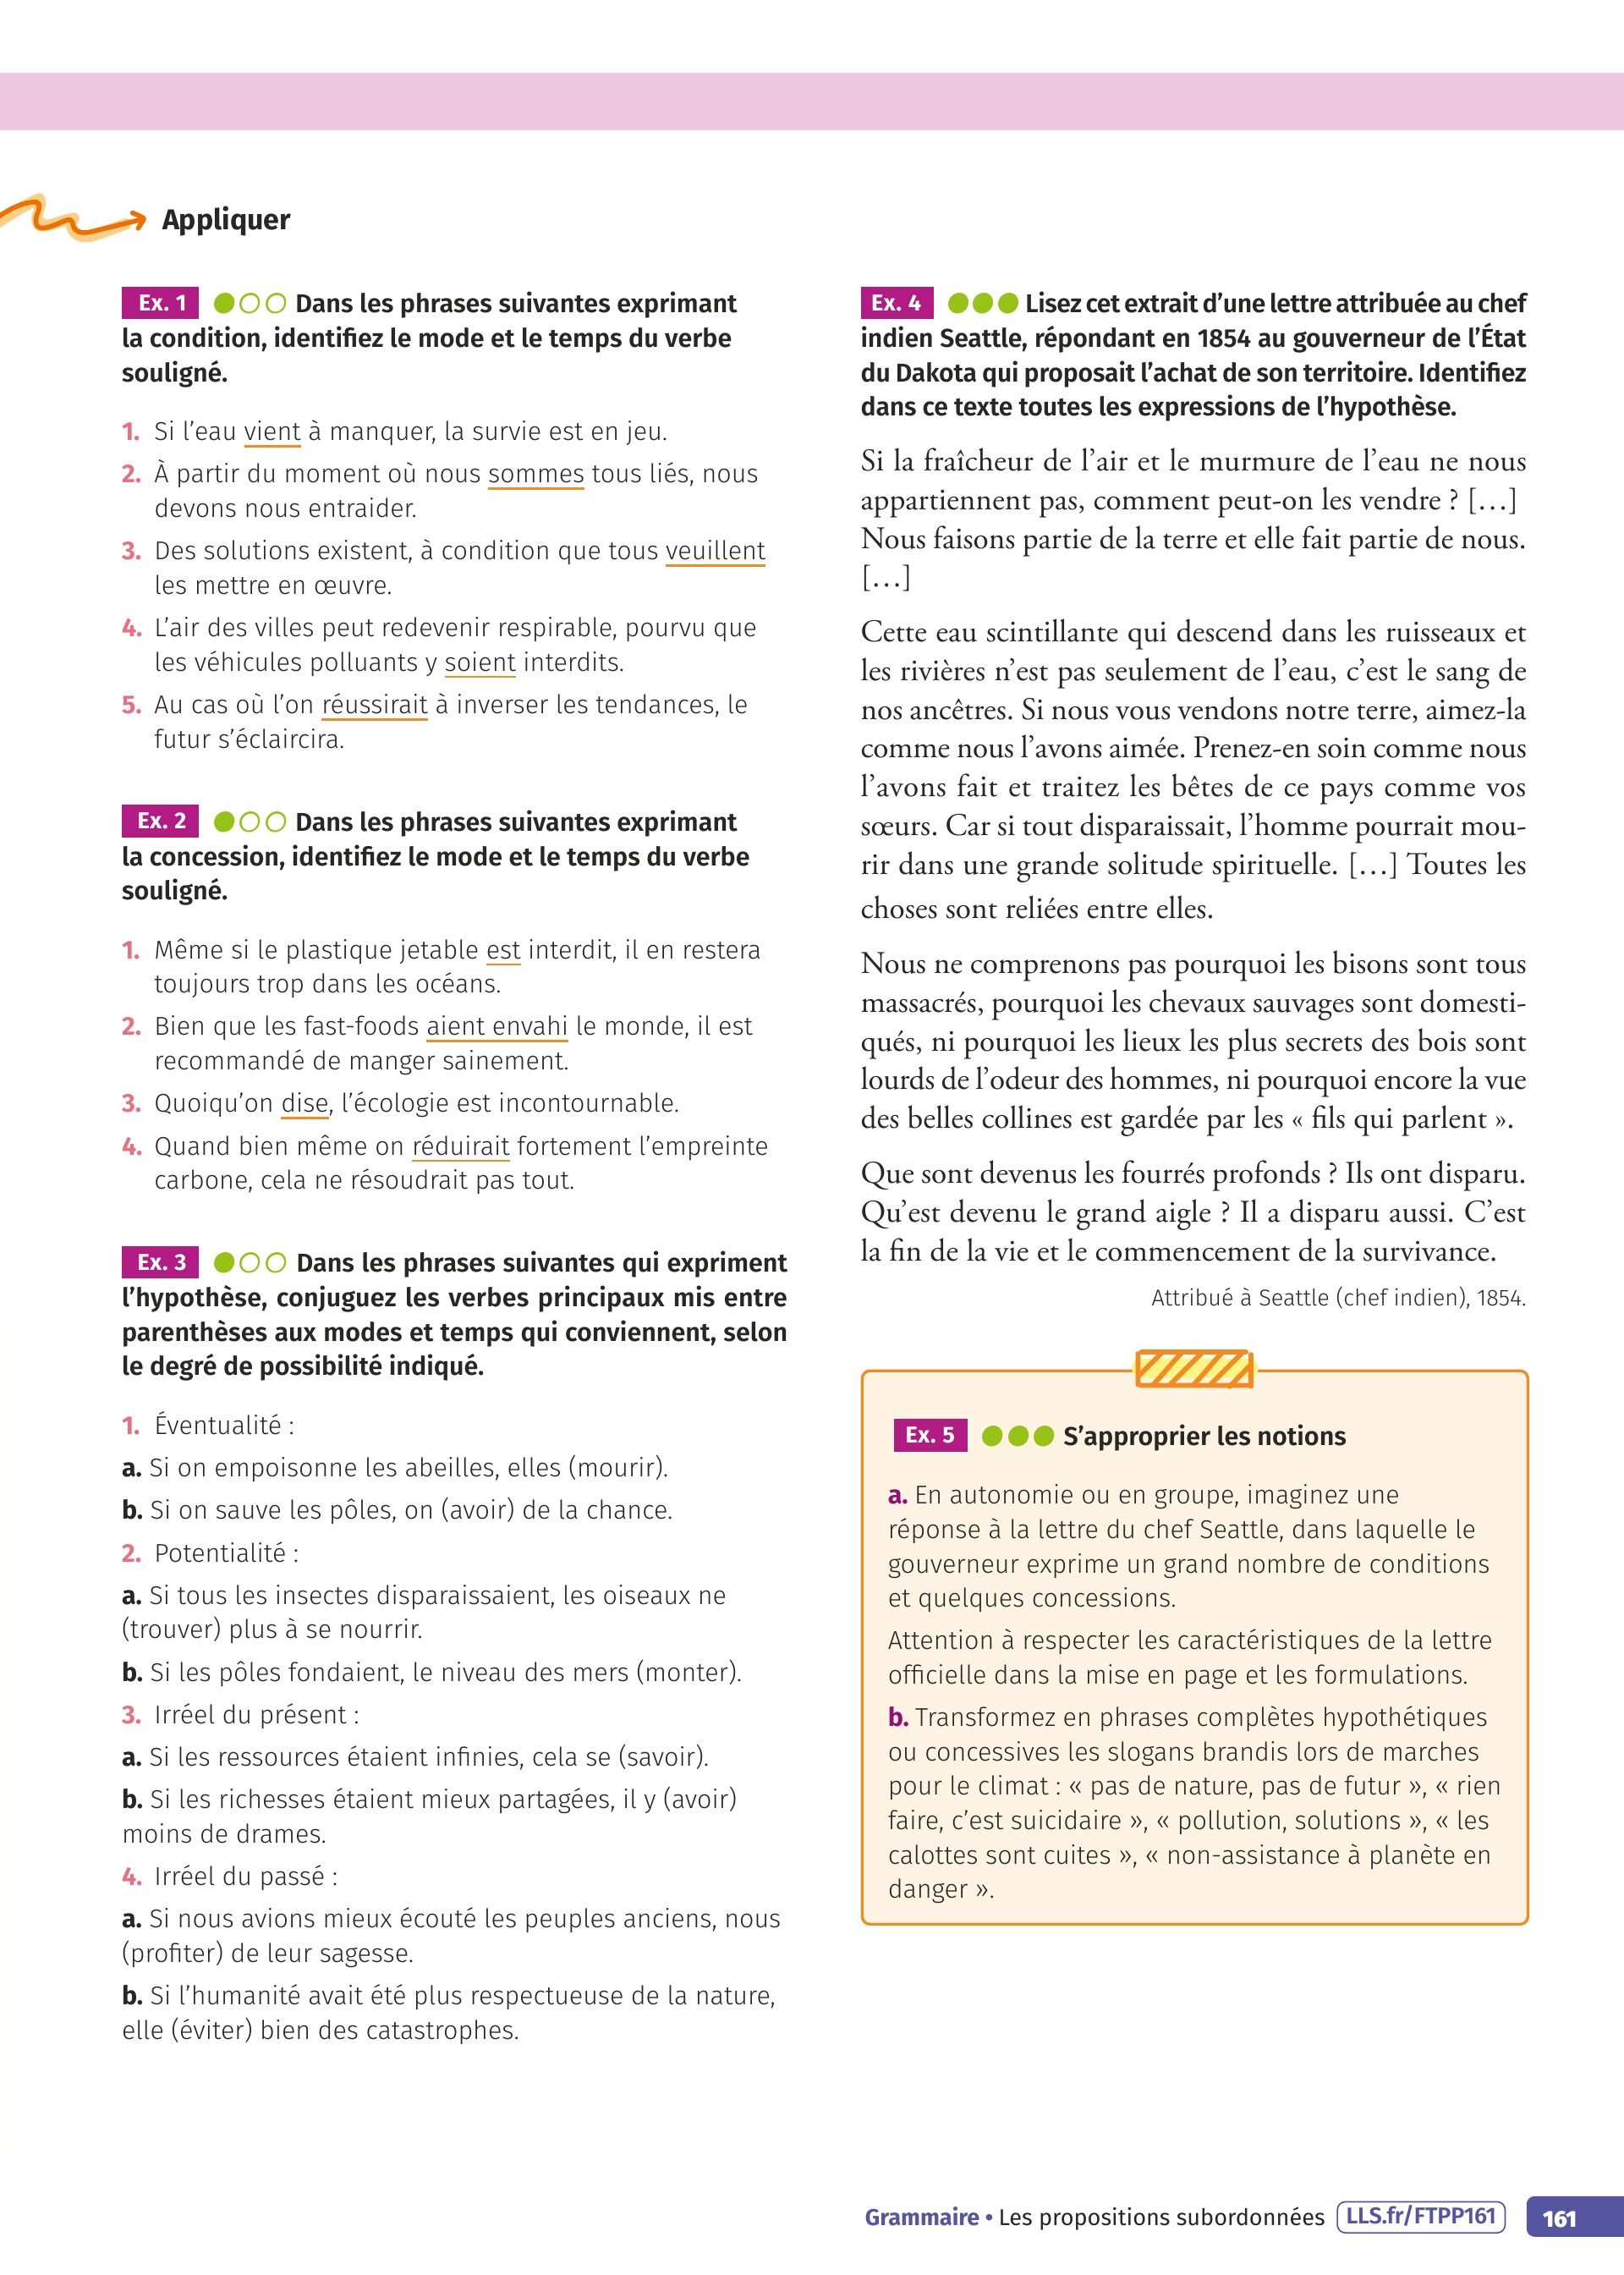 Appliquer
Ex. 1 Dans les phrases suivantes exprimant
la condition, identifiez le mode et le temps du verbe
souligné.
1. Si l'eau vient à manquer, la survie est en jeu.
2. À partir du moment où nous sommes tous liés, nous
devons nous entraider.
3. Des solutions existent, à condition que tous veuillent
les mettre en œuvre.
4. L'air des villes peut redevenir respirable, pourvu que
les véhicules polluants y soient interdits.
5. Au cas où l'on réussirait à inverser les tendances, le
futur s'éclaircira.
Ex. 2 Dans les phrases suivantes exprimant
la concession, identifiez le mode et le temps du verbe
souligné.
1. Même si le plastique jetable est interdit, il en restera
toujours trop dans les océans.
2. Bien que les fast-foods aient envahi le monde, il est
recommandé de manger sainement.
3. Quoiqu'on dise, l'écologie est incontournable.
4. Quand bien même on réduirait fortement l'empreinte
carbone, cela ne résoudrait pas tout.
Ex. 3 Dans les phrases suivantes qui expriment
l'hypothèse, conjuguez les verbes principaux mis entre
parenthèses aux modes et temps qui conviennent, selon
le degré de possibilité indiqué.
1. Éventualité :
a. Si on empoisonne les abeilles, elles (mourir).
b. Si on sauve les pôles, on (avoir) de la chance.
2. Potentialité :
a. Si tous les insectes disparaissaient, les oiseaux ne
(trouver) plus à se nourrir.
b. Si les pôles fondaient, le niveau des mers (monter).
3. Irréel du présent :
a. Si les ressources étaient infinies, cela se (savoir).
b. Si les richesses étaient mieux partagées, il y (avoir)
moins de drames.
4. Irréel du passé :
a. Si nous avions mieux écouté les peuples anciens, nous
(profiter) de leur sagesse.
b. Si l'humanité avait été plus respectueuse de la nature,
elle (éviter) bien des catastrophes.
Ex. 4 Lisez cet extrait d'une lettre attribuée au chef
indien Seattle, répondant en 1854 au gouverneur de l'État
du Dakota qui proposait l'achat de son territoire. Identifiez
dans ce texte toutes les expressions de l'hypothèse.
Si la fraîcheur de l'air et le murmure de l'eau ne nous
appartiennent pas, comment peut-on les vendre ? […]
Nous faisons partie de la terre et elle fait partie de nous.
[…]
Cette eau scintillante qui descend dans les ruisseaux et
les rivières n'est pas seulement de l'eau, c'est le sang de
nos ancêtres. Si nous vous vendons notre terre, aimez-la
comme nous l'avons aimée. Prenez-en soin comme nous
l'avons fait et traitez les bêtes de ce pays comme vos
sœurs. Car si tout disparaissait, l'homme pourrait mou-
rir dans une grande solitude spirituelle. […] Toutes les
choses sont reliées entre elles.
Nous ne comprenons pas pourquoi les bisons sont tous
massacrés, pourquoi les chevaux sauvages sont domesti-
qués, ni pourquoi les lieux les plus secrets des bois sont
lourds de l'odeur des hommes, ni pourquoi encore la vue
des belles collines est gardée par les « fils qui parlent ».
Que sont devenus les fourrés profonds ? Ils ont disparu.
Qu'est devenu le grand aigle ? Il a disparu aussi. C'est
la fin de la vie et le commencement de la survivance.
Attribué à Seattle (chef indien), 1854.
Ex. 5 S'approprier les notions
a. En autonomie ou en groupe, imaginez une
réponse à la lettre du chef Seattle, dans laquelle le
gouverneur exprime un grand nombre de conditions
et quelques concessions.
Attention à respecter les caractéristiques de la lettre
officielle dans la mise en page et les formulations.
b. Transformez en phrases complètes hypothétiques
ou concessives les slogans brandis lors de marches
pour le climat : « pas de nature, pas de futur », « rien
faire, c'est suicidaire », « pollution, solutions », « les
calottes sont cuites », « non-assistance à planète en
danger ».
Grammaire • Les propositions subordonnées LLS.fr/FTPP161 161